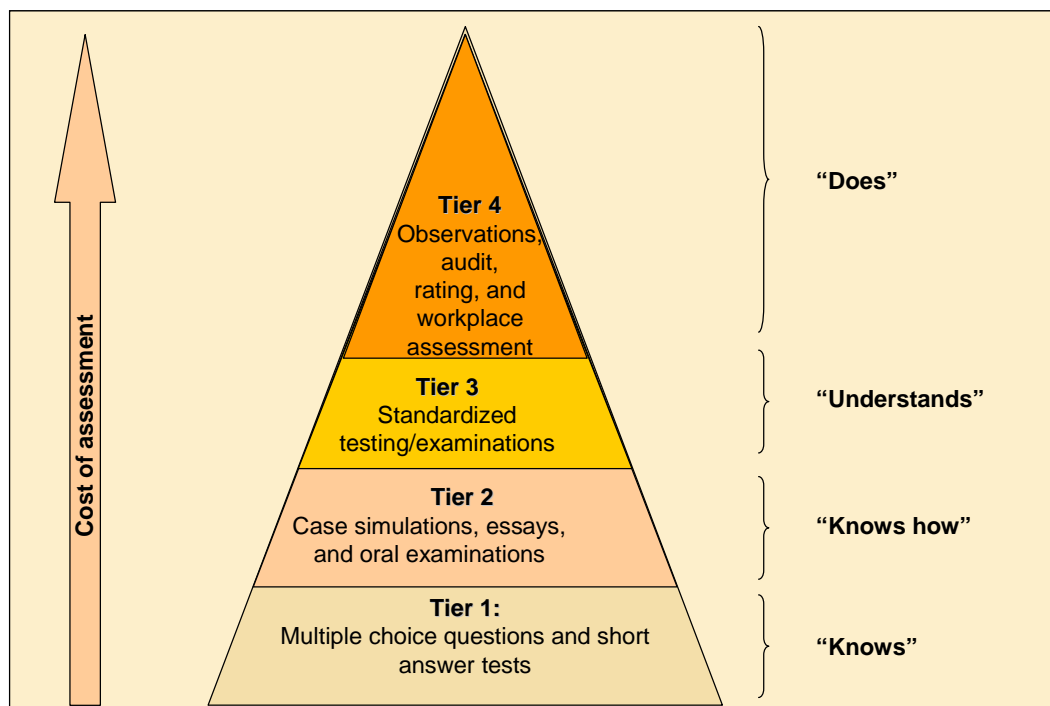 Tier 4
Observations,
audit,
rating, and
workplace
assessment
“Does”
Tier 3
Standardized
testing/examinations
“Understands”
Tier 2
Case simulations, essays,
and oral examinations
“Knows how”
Tier 1:
Multiple choice questions and short
answer tests
“Knows”
Cost of assessment